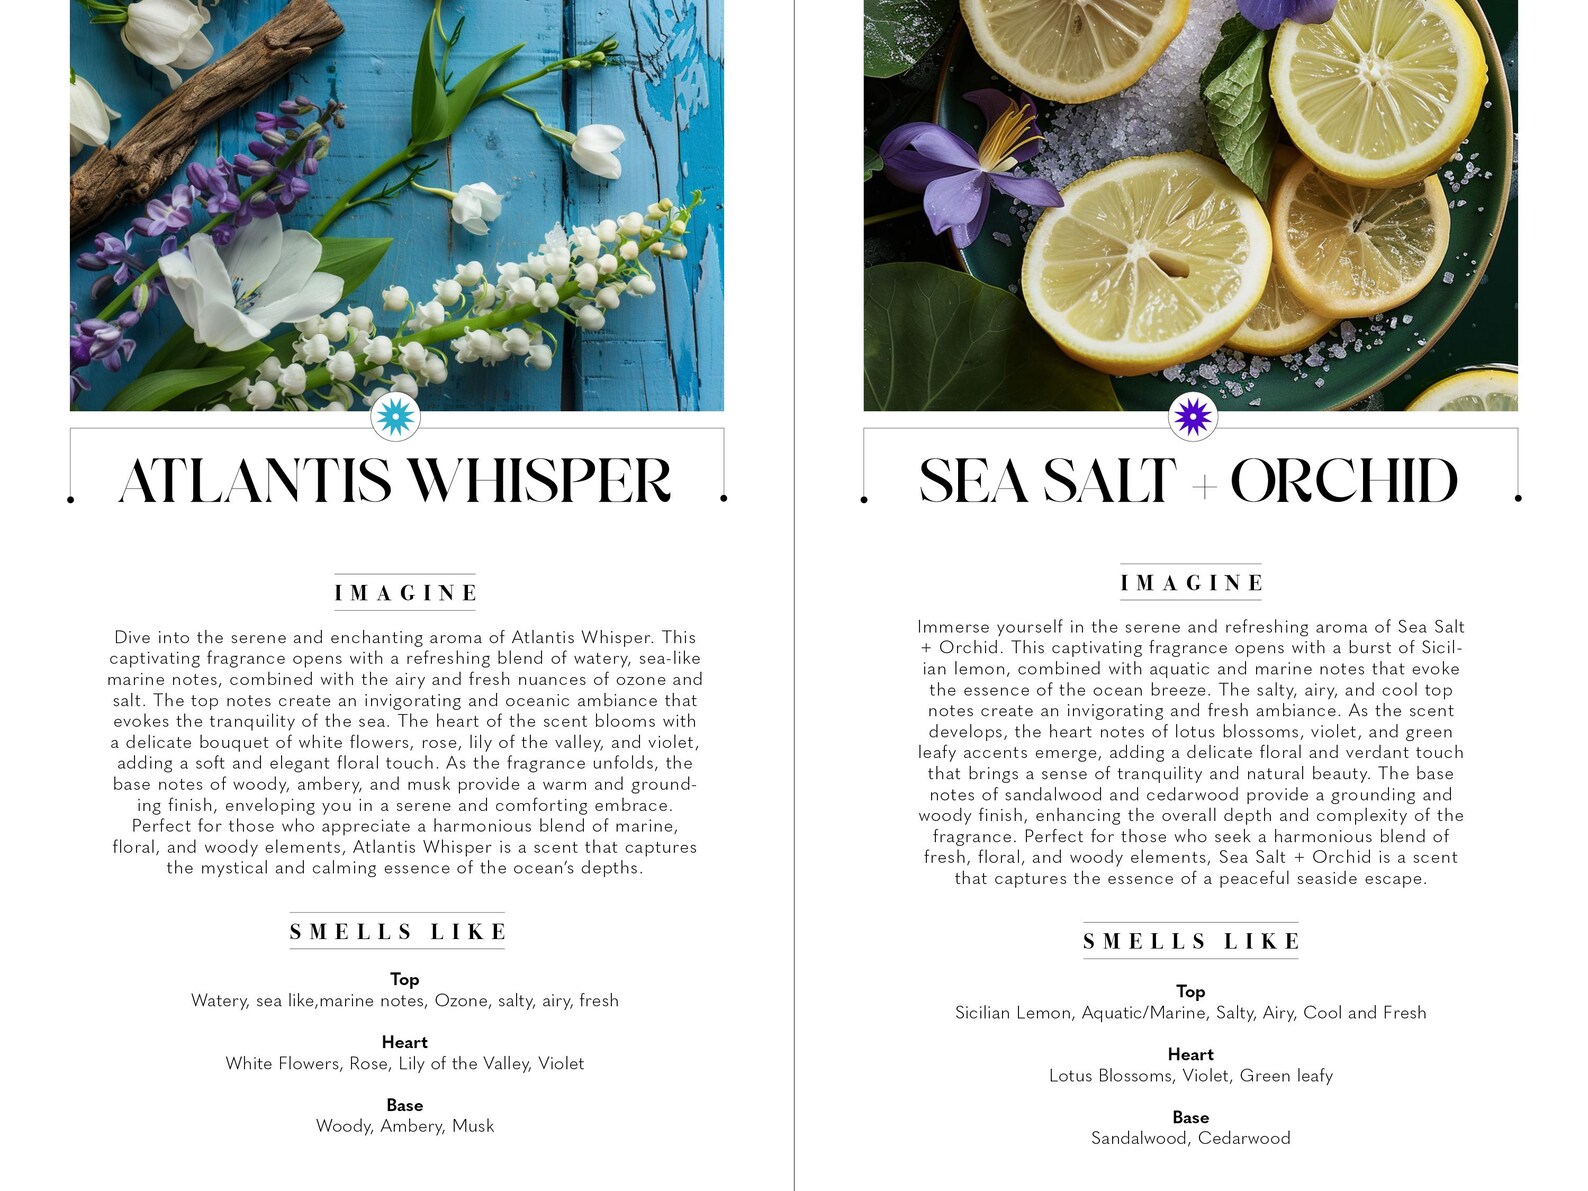 ATLANTIS WHISPER
IMAGINE
Dive into the serene and enchanting aroma of Atlantis Whisper. This
captivating fragrance opens with a refreshing blend of watery, sea-like
marine notes, combined with the airy and fresh nuances of ozone and
salt. The top notes create an invigorating and oceanic ambiance that
evokes the tranquility of the sea. The heart of the scent blooms with
a delicate bouquet of white flowers, rose, lily of the valley, and violet,
adding a soft and elegant floral touch. As the fragrance unfolds, the
base notes of woody, ambery, and musk provide a warm and ground-
ing finish, enveloping you in a serene and comforting embrace.
Perfect for those who appreciate a harmonious blend of marine,
floral, and woody elements, Atlantis Whisper is a scent that captures
the mystical and calming essence of the ocean’s depths.
SMELLS LIKE
Top
Watery, sea like,marine notes, Ozone, salty, airy, fresh
Heart
White Flowers, Rose, Lily of the Valley, Violet
Base
Woody, Ambery, Musk
SEA SALT + ORCHID
IMAGINE
Immerse yourself in the serene and refreshing aroma of Sea Salt
+ Orchid. This captivating fragrance opens with a burst of Sicil-
ian lemon, combined with aquatic and marine notes that evoke
the essence of the ocean breeze. The salty, airy, and cool top
notes create an invigorating and fresh ambiance. As the scent
develops, the heart notes of lotus blossoms, violet, and green
leafy accents emerge, adding a delicate floral and verdant touch
that brings a sense of tranquility and natural beauty. The base
notes of sandalwood and cedarwood provide a grounding and
woody finish, enhancing the overall depth and complexity of the
fragrance. Perfect for those who seek a harmonious blend of
fresh, floral, and woody elements, Sea Salt + Orchid is a scent
that captures the essence of a peaceful seaside escape.
SMELLS LIKE
Top
Sicilian Lemon, Aquatic/Marine, Salty, Airy, Cool and Fresh
Heart
Lotus Blossoms, Violet, Green leafy
Base
Sandalwood, Cedarwood